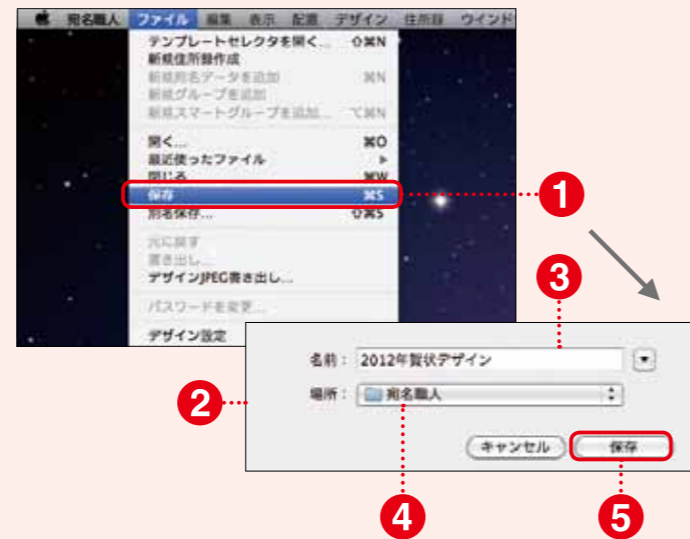 宛名職人 ファイル 編集 表示 配置 デザイン 住所録 ウインド
テンプレートセレクタを開く... ⇧⌘N
新規住所録作成
新規宛名データを追加 ⌘N
新規グループを追加
新規スマートグループを追加... ⌥⌘N
開く... ⌘O
最近使ったファイル
閉じる ⌘W
保存 ⌘S
別名保存... ⇧⌘S
元に戻す
書き出し...
デザインJPEG書き出し...
パスワードを変更...
デザイン設定
1
3
名前： 2012年賀状デザイン
2
場所： 宛名職人
キャンセル 保存
4 5